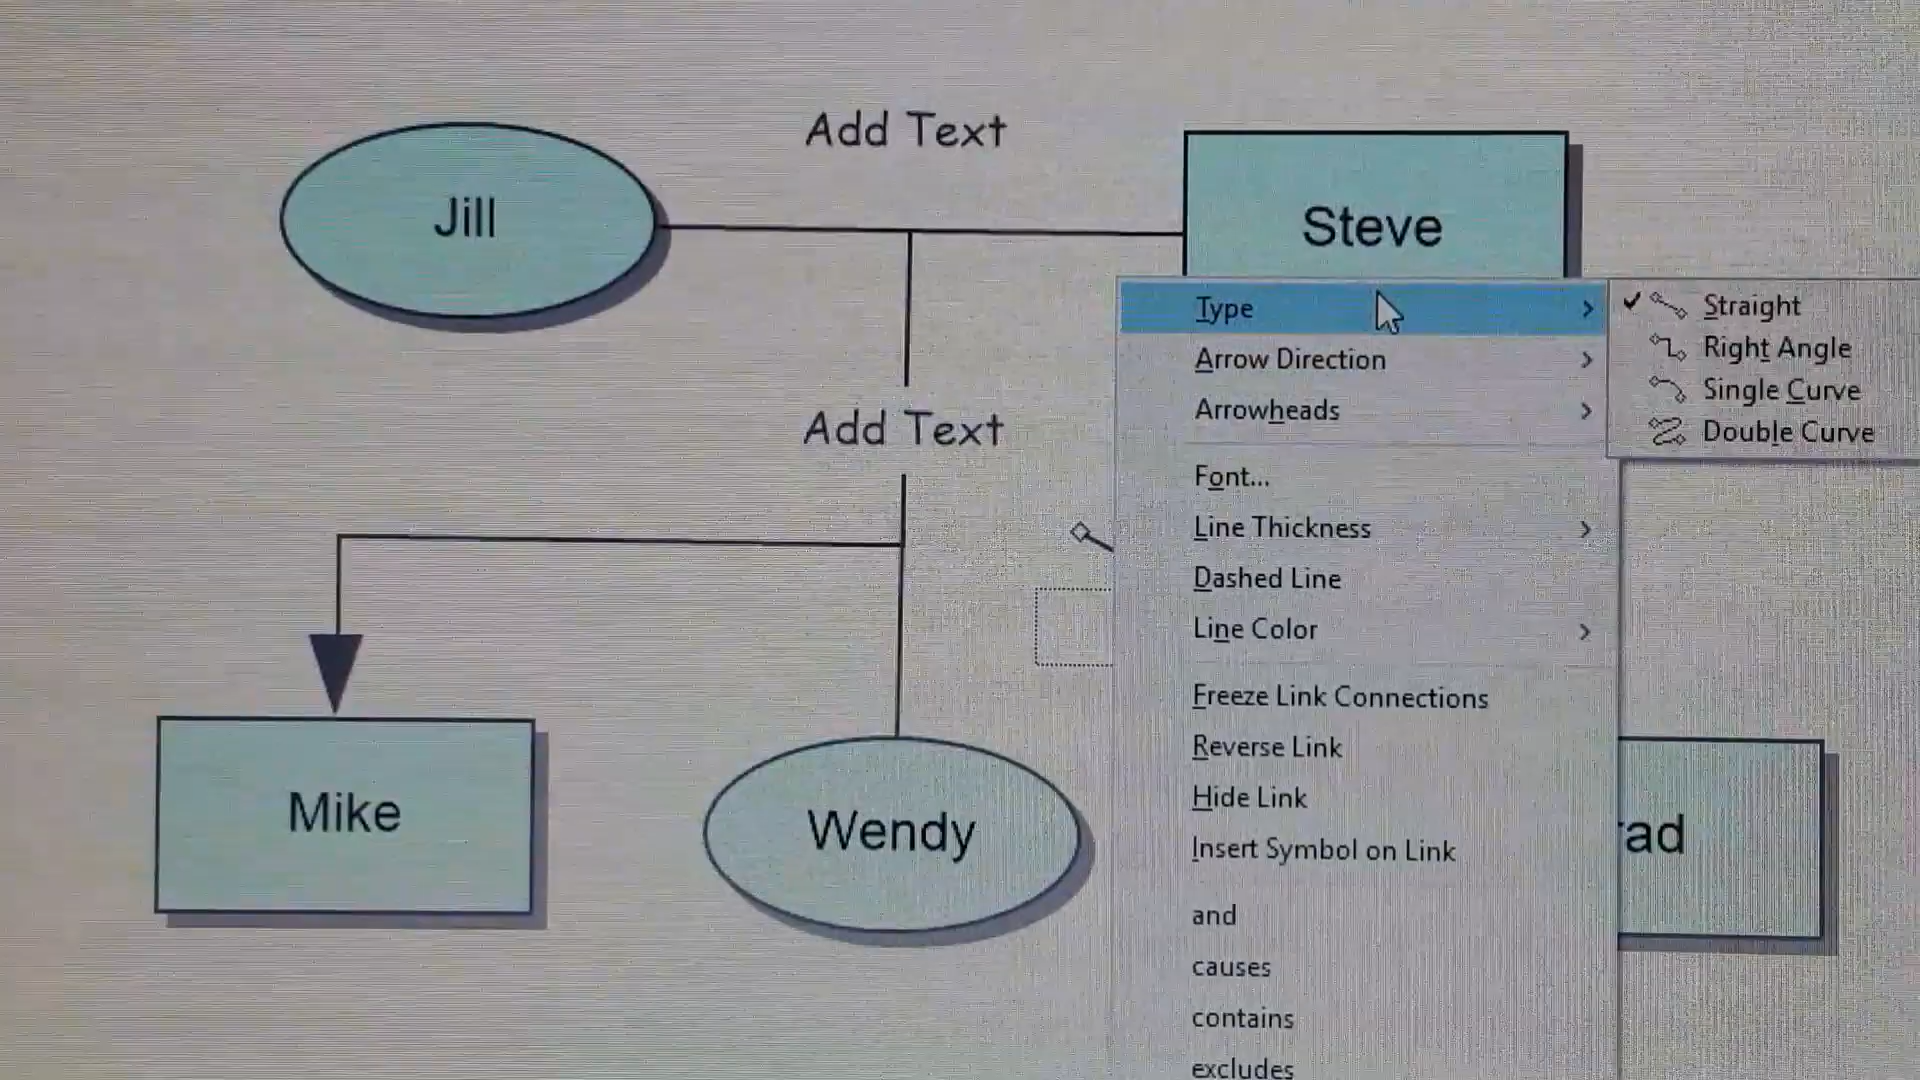 Add Text
Jill
Steve
Type
Straight
Arrow Direction
Right Angle
Arrowheads
Single Curve
Add Text
Double Curve
Font...
Line Thickness
Dashed Line
Line Color
Freeze Link Connections
Reverse Link
Hide Link
Mike
Wendy
rad
Insert Symbol on Link
and
causes
contains
excludes